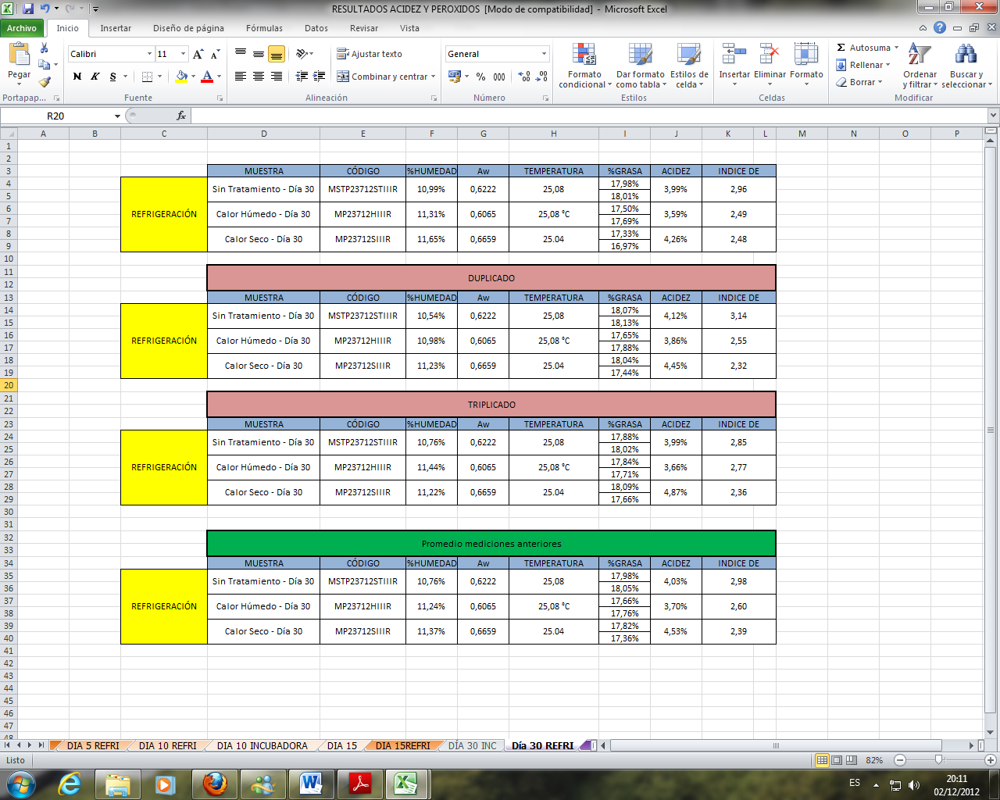 RESULTADOS ACIDEZ Y PEROXIDOS [Modo de compatibilidad] - Microsoft Excel
Archivo Inicio Insertar Diseño de página Fórmulas Datos Revisar Vista
Pegar Calibri 11 Ajustar texto General Formato condicional Dar formato como tabla Estilos de celda Insertar Eliminar Formato Autosuma Rellenar Borrar Ordenar y filtrar Buscar y seleccionar
N K S Combinar y centrar % 000
Portapap... Fuente Alineación Número Estilos Celdas Modificar
R20 fx
A B C D E F G H I J K L M N O P
1
2
3 MUESTRA CÓDIGO %HUMEDAD Aw TEMPERATURA %GRASA ACIDEZ INDICE DE
4 Sin Tratamiento - Día 30 MSTP23712STIIIR 10,99% 0,6222 25,08 17,98% 3,99% 2,96
5 18,01%
6 REFRIGERACIÓN Calor Húmedo - Día 30 MP23712HIIIR 11,31% 0,6065 25,08 °C 17,50% 3,59% 2,49
7 17,69%
8 Calor Seco - Día 30 MP23712SIIIR 11,65% 0,6659 25.04 17,33% 4,26% 2,48
9 16,97%
10
11 DUPLICADO
12
13 MUESTRA CÓDIGO %HUMEDAD Aw TEMPERATURA %GRASA ACIDEZ INDICE DE
14 Sin Tratamiento - Día 30 MSTP23712STIIIR 10,54% 0,6222 25,08 18,07% 4,12% 3,14
15 18,13%
16 REFRIGERACIÓN Calor Húmedo - Día 30 MP23712HIIIR 10,98% 0,6065 25,08 °C 17,65% 3,86% 2,55
17 17,88%
18 Calor Seco - Día 30 MP23712SIIIR 11,23% 0,6659 25.04 18,04% 4,45% 2,32
19 17,44%
20
21 TRIPLICADO
22
23 MUESTRA CÓDIGO %HUMEDAD Aw TEMPERATURA %GRASA ACIDEZ INDICE DE
24 Sin Tratamiento - Día 30 MSTP23712STIIIR 10,76% 0,6222 25,08 17,88% 3,99% 2,85
25 18,02%
26 REFRIGERACIÓN Calor Húmedo - Día 30 MP23712HIIIR 11,44% 0,6065 25,08 °C 17,84% 3,66% 2,77
27 17,71%
28 Calor Seco - Día 30 MP23712SIIIR 11,22% 0,6659 25.04 18,09% 4,87% 2,36
29 17,66%
30
31
32 Promedio mediciones anteriores
33
34 MUESTRA CÓDIGO %HUMEDAD Aw TEMPERATURA %GRASA ACIDEZ INDICE DE
35 Sin Tratamiento - Día 30 MSTP23712STIIIR 10,76% 0,6222 25,08 17,98% 4,03% 2,98
36 18,05%
37 REFRIGERACIÓN Calor Húmedo - Día 30 MP23712HIIIR 11,24% 0,6065 25,08 °C 17,66% 3,70% 2,60
38 17,76%
39 Calor Seco - Día 30 MP23712SIIIR 11,37% 0,6659 25.04 17,82% 4,53% 2,39
40 17,36%
41
42
43
44
45
46
47
48
DIA 5 REFRI DIA 10 REFRI DIA 10 INCUBADORA DIA 15 DIA 15REFRI DÍA 30 INC Día 30 REFRI
Listo 82%
ES 20:11
02/12/2012